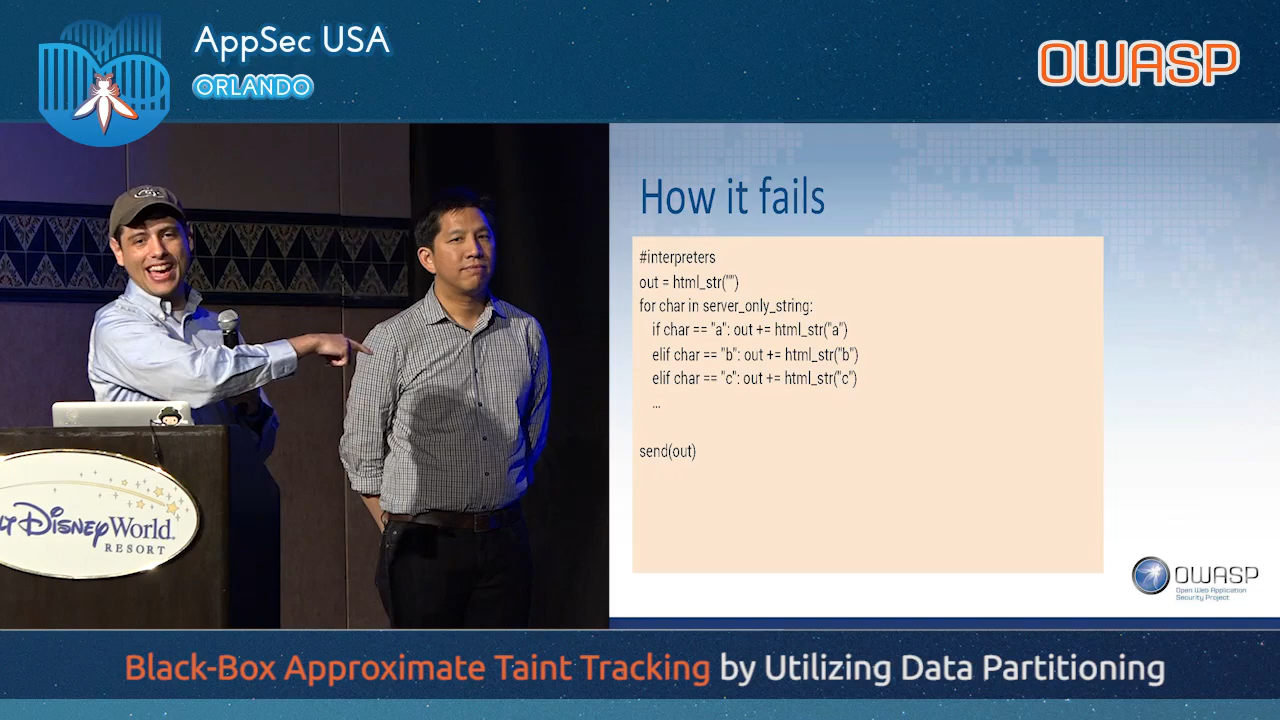 AppSec USA
ORLANDO
OWASP
How it fails
#interpreters
out = html_str("")
for char in server_only_string:
if char == "a": out += html_str("a")
elif char == "b": out += html_str("b")
elif char == "c": out += html_str("c")
...
send(out)
LT DISNEY World.
RESORT
OWASP
Open Web Application
Security Project
Black-Box Approximate Taint Tracking by Utilizing Data Partitioning